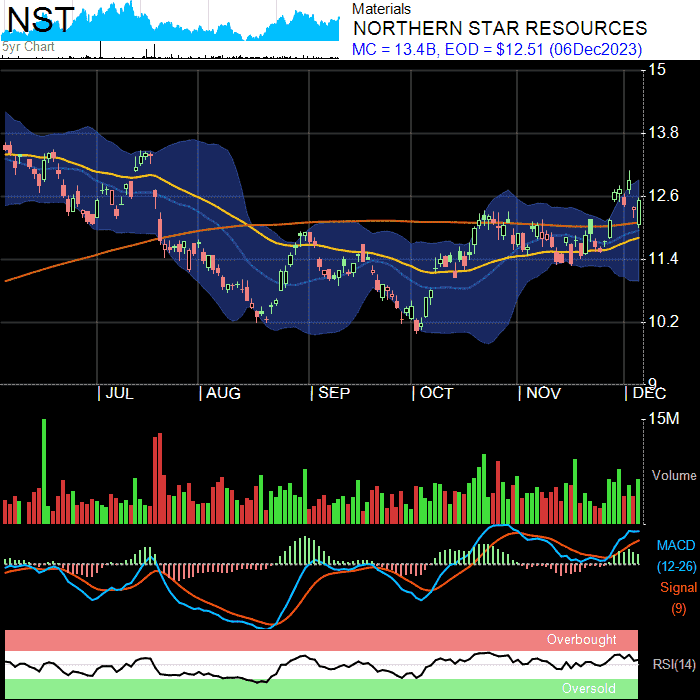 NST
5yr Chart
Materials
NORTHERN STAR RESOURCES
MC = 13.4B, EOD = $12.51 (06Dec2023)
15
13.8
12.6
11.4
10.2
9
JUL AUG SEP OCT NOV DEC
15M
Volume
MACD
(12-26)
Signal
(9)
Overbought
RSI(14)
Oversold